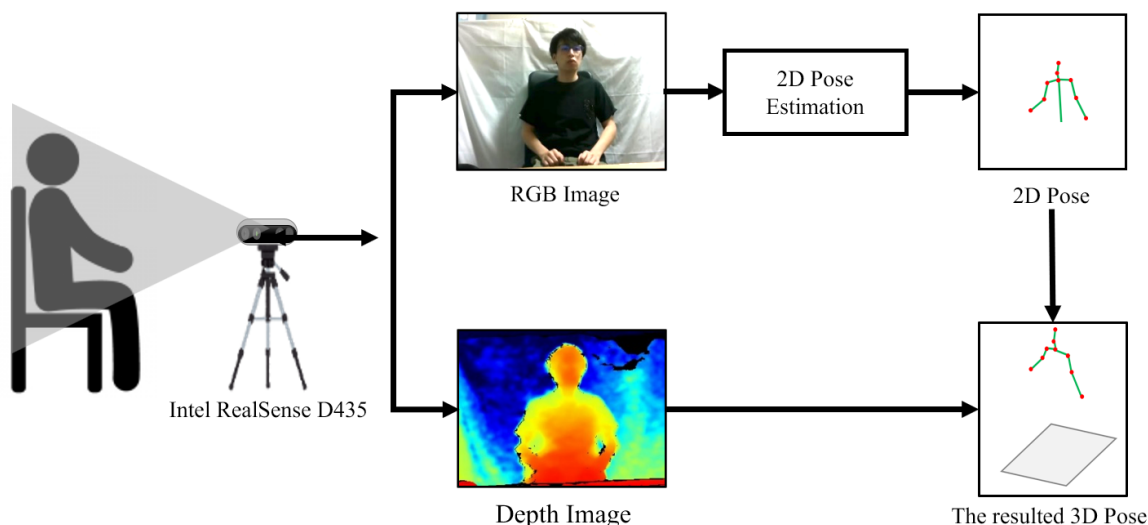 2D Pose
Estimation
RGB Image
2D Pose
Intel RealSense D435
Depth Image
The resulted 3D Pose